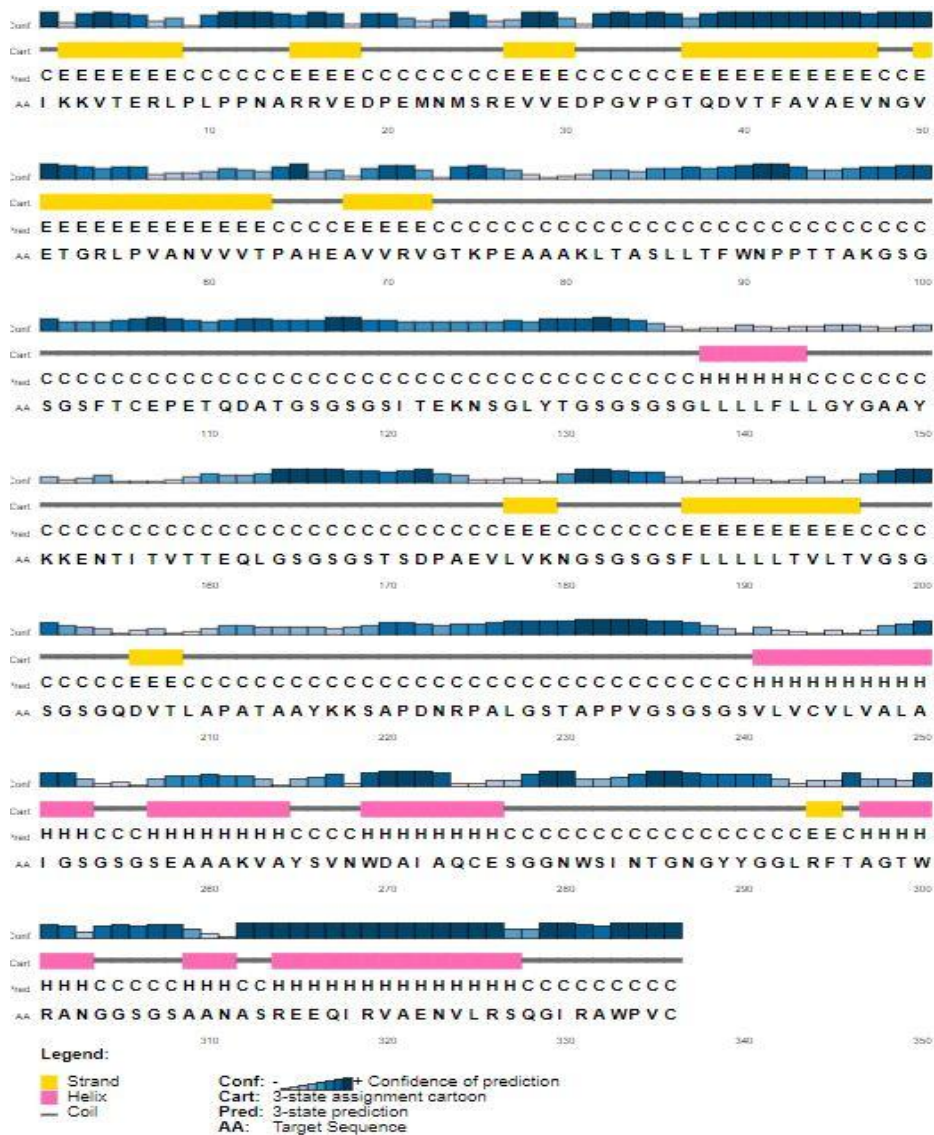 Conf
Cart
Pred C E E E E E E E C C C C C C E E E E C C C C C C C C E E E E C C C C C C E E E E E E E E E E E C C E
AA I K K V T E R L P L P P N A R R V E D P E M N M S R E V V E D P G V P G T Q D V T F A V A E V N G V
10 20 30 40 50
Conf
Cart
Pred E E E E E E E E E E E E E C C C C E E E E E C C C C C C C C C C C C C C C C C C C C C C C C C C C C
AA E T G R L P V A N V V V T P A H E A V V R V G T K P E A A A K L T A S L L T F W N P P T T A K G S G
60 70 80 90 100
Conf
Cart
Pred C C C C C C C C C C C C C C C C C C C C C C C C C C C C C C C C C C C C C H H H H H H C C C C C C C
AA S G S F T C E P E T Q D A T G S G S G S I T E K N S G L Y T G S G S G S G L L L L F L L G Y G A A Y
110 120 130 140 150
Conf
Cart
Pred C C C C C C C C C C C C C C C C C C C C C C C C C C E E E C C C C C C C E E E E E E E E E E C C C C
AA K K E N T I T V T T E Q L G S G S G S T S D P A E V L V K N G S G S G S F L L L L L T V L T V G S G
160 170 180 190 200
Conf
Cart
Pred C C C C C E E E C C C C C C C C C C C C C C C C C C C C C C C C C C C C C C C C H H H H H H H H H H
AA S G S G Q D V T L A P A T A A Y K K S A P D N R P A L G S T A P P V G S G S G S V L V C V L V A L A
210 220 230 240 250
Conf
Cart
Pred H H H C C C H H H H H H H H C C C C H H H H H H H H C C C C C C C C C C C C C C C C C E E C H H H H
AA I G S G S G S E A A A K V A Y S V N W D A I A Q C E S G G N W S I N T G N G Y Y G G L R F T A G T W
260 270 280 290 300
Conf
Cart
Pred H H H C C C C C H H H C C H H H H H H H H H H H H H H C C C C C C C C C
AA R A N G G S G S A A N A S R E E Q I R V A E N V L R S Q G I R A W P V C
310 320 330 340 350
Legend:
Strand
Helix
Coil
Conf: - + Confidence of prediction
Cart: 3-state assignment cartoon
Pred: 3-state prediction
AA: Target Sequence